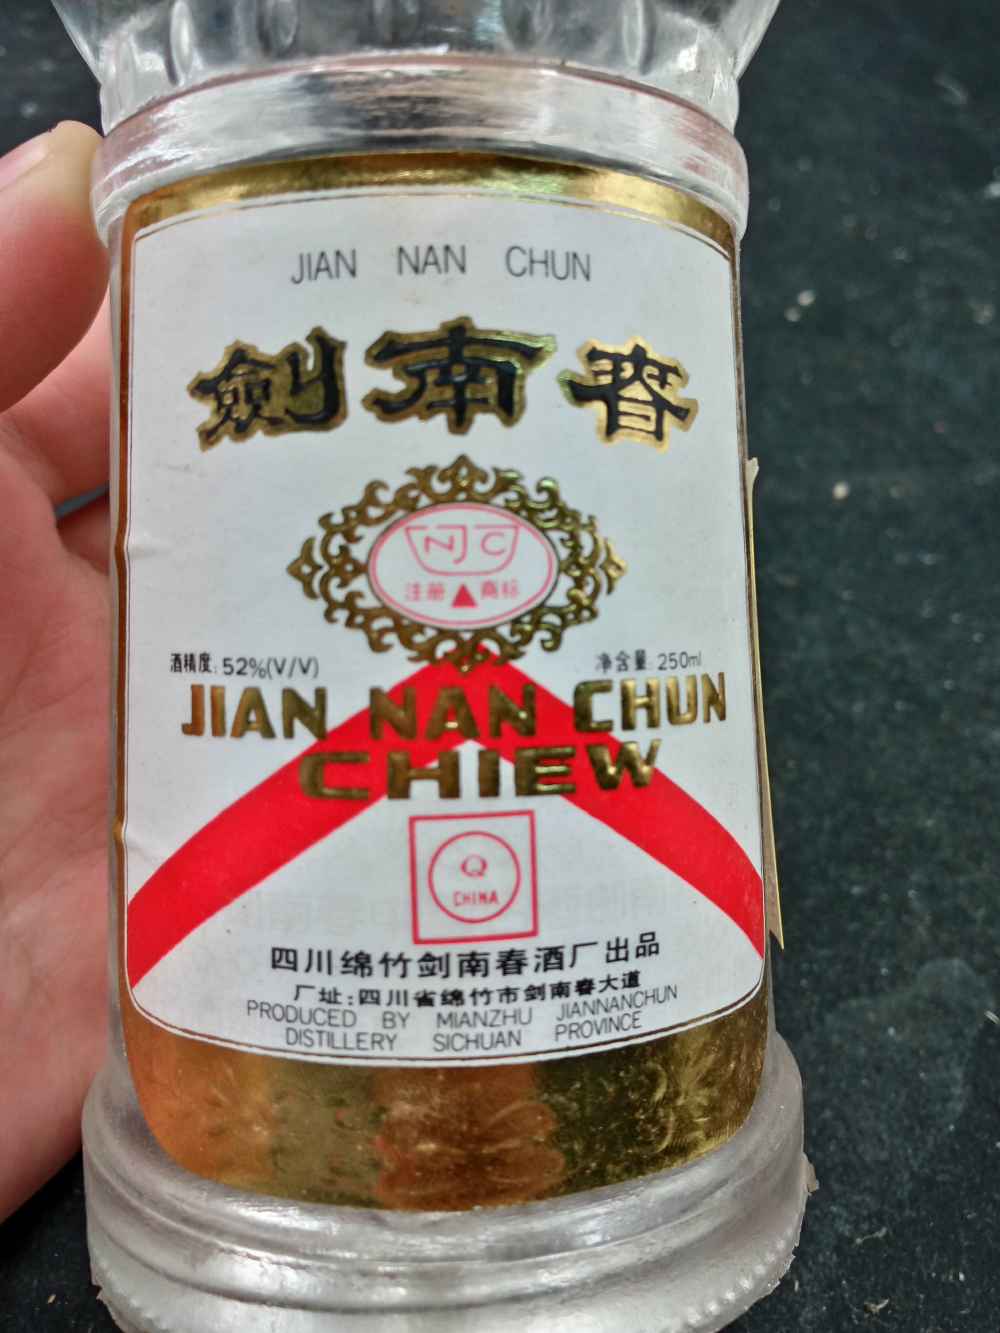 JIAN NAN CHUN
劍南春
NJC
注册▲商标
酒精度: 52%(V/V)
净含量: 250ml
JIAN NAN CHUN
CHIEW
Q
CHINA
四川绵竹剑南春酒厂出品
厂址:四川省绵竹市剑南春大道
PRODUCED BY MIANZHU JIANNANCHUN
DISTILLERY SICHUAN PROVINCE